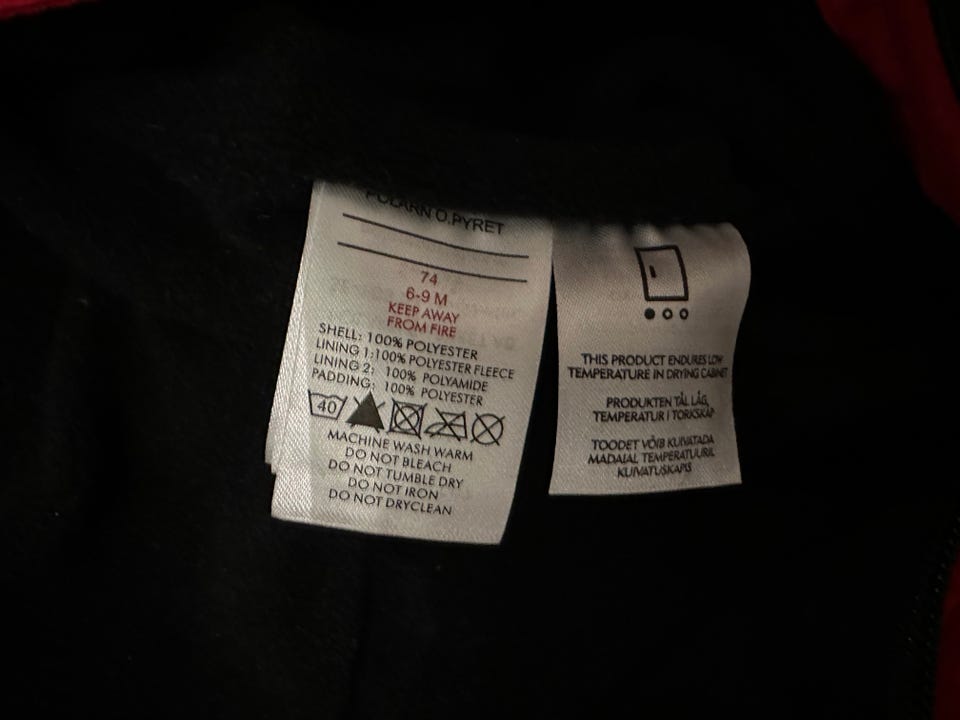 POLARN O. PYRET
74
6-9 M
KEEP AWAY
FROM FIRE
SHELL: 100% POLYESTER
LINING 1:100% POLYESTER FLEECE
LINING 2: 100% POLYAMIDE
PADDING: 100% POLYESTER
40
MACHINE WASH WARM
DO NOT BLEACH
DO NOT TUMBLE DRY
DO NOT IRON
DO NOT DRYCLEAN
THIS PRODUCT ENDURES LOW
TEMPERATURE IN DRYING CABINET
PRODUKTEN TÅL LÅG,
TEMPERATUR I TORKSKÅP
TOODET VÕIB KUIVATADA
MADALAL TEMPERATUURIL
KUIVATUSKAPIS